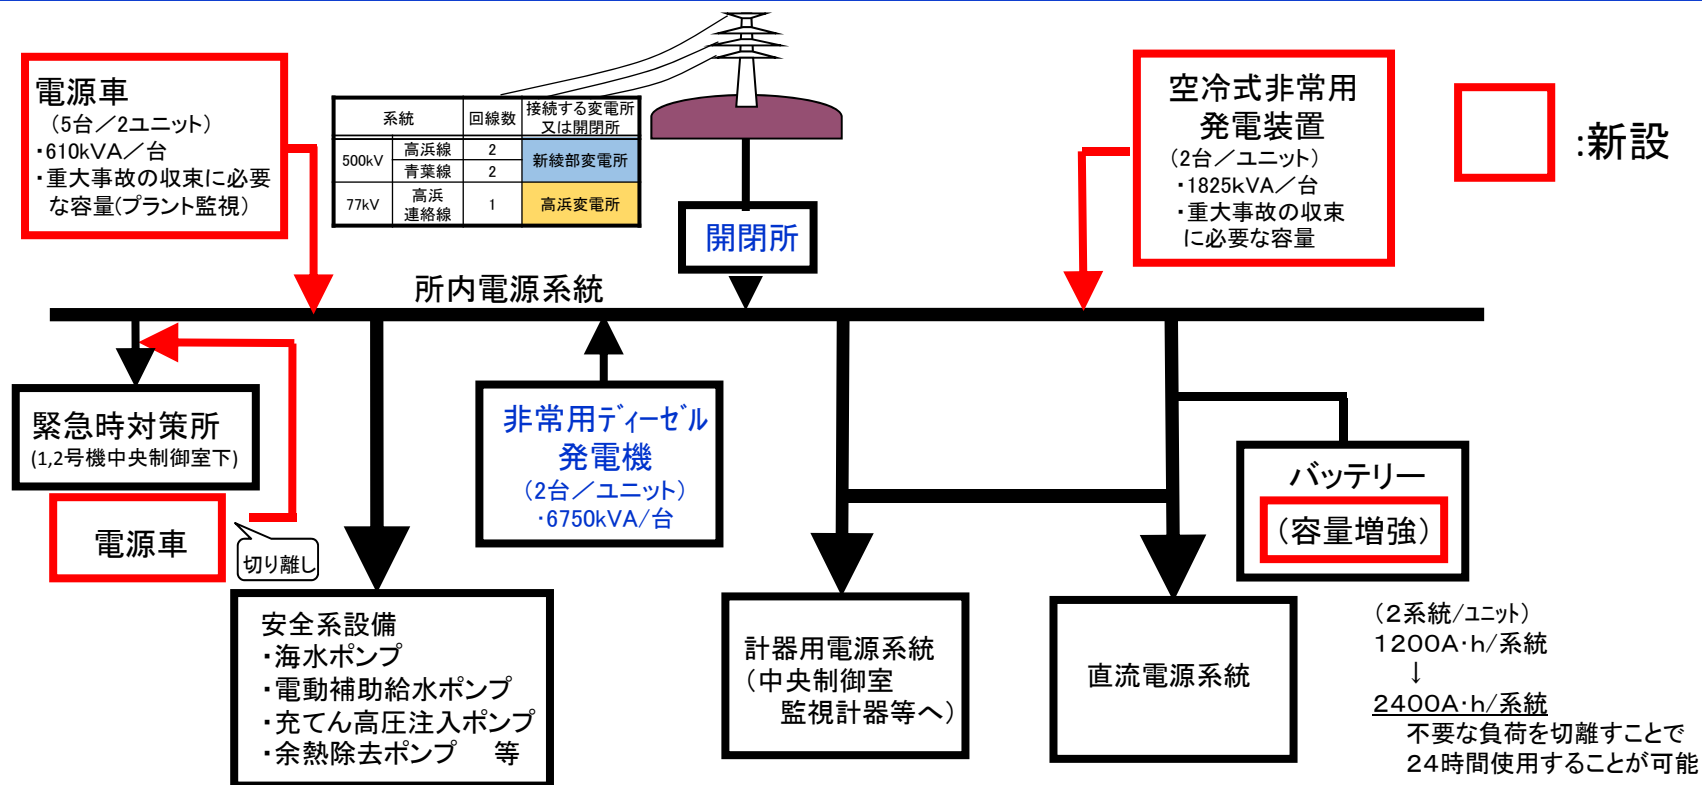 電源車
(5台／2ユニット)
・610kVA／台
・重大事故の収束に必要
な容量(プラント監視)
系統
回線数
接続する変電所
又は開閉所
500kV
高浜線
2
新綾部変電所
青葉線
2
77kV
高浜
連絡線
1
高浜変電所
開閉所
空冷式非常用
発電装置
(2台／ユニット)
・1825kVA／台
・重大事故の収束
に必要な容量
:新設
所内電源系統
緊急時対策所
(1,2号機中央制御室下)
電源車
切り離し
非常用ディーゼル
発電機
(2台／ユニット)
・6750kVA/台
バッテリー
(容量増強)
安全系設備
・海水ポンプ
・電動補助給水ポンプ
・充てん高圧注入ポンプ
・余熱除去ポンプ　等
計器用電源系統
(中央制御室
監視計器等へ)
直流電源系統
(2系統/ユニット)
1200A・h/系統
↓
2400A・h/系統
不要な負荷を切離すことで
24時間使用することが可能